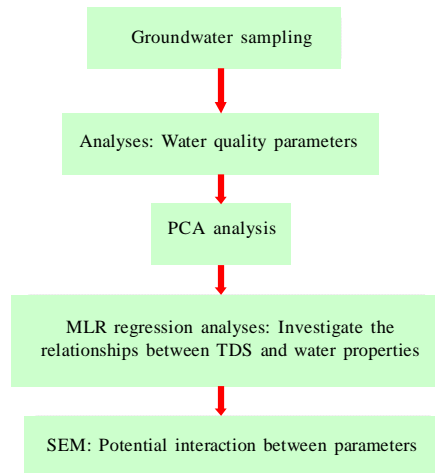 Groundwater sampling
Analyses: Water quality parameters
PCA analysis
MLR regression analyses: Investigate the
relationships between TDS and water properties
SEM: Potential interaction between parameters